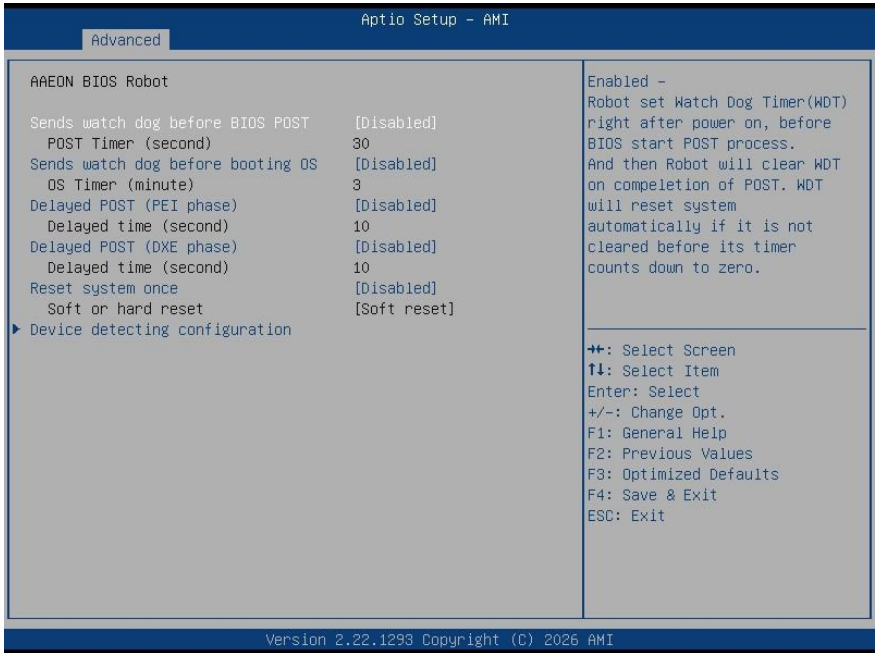 Aptio Setup – AMI
Advanced
AAEON BIOS Robot
Sends watch dog before BIOS POST [Disabled]
POST Timer (second) 30
Sends watch dog before booting OS [Disabled]
OS Timer (minute) 3
Delayed POST (PEI phase) [Disabled]
Delayed time (second) 10
Delayed POST (DXE phase) [Disabled]
Delayed time (second) 10
Reset system once [Disabled]
Soft or hard reset [Soft reset]
Device detecting configuration
Enabled –
Robot set Watch Dog Timer(WDT)
right after power on, before
BIOS start POST process.
And then Robot will clear WDT
on compeletion of POST. WDT
will reset system
automatically if it is not
cleared before its timer
counts down to zero.
→←: Select Screen
↑↓: Select Item
Enter: Select
+/-: Change Opt.
F1: General Help
F2: Previous Values
F3: Optimized Defaults
F4: Save & Exit
ESC: Exit
Version 2.22.1293 Copyright (C) 2026 AMI